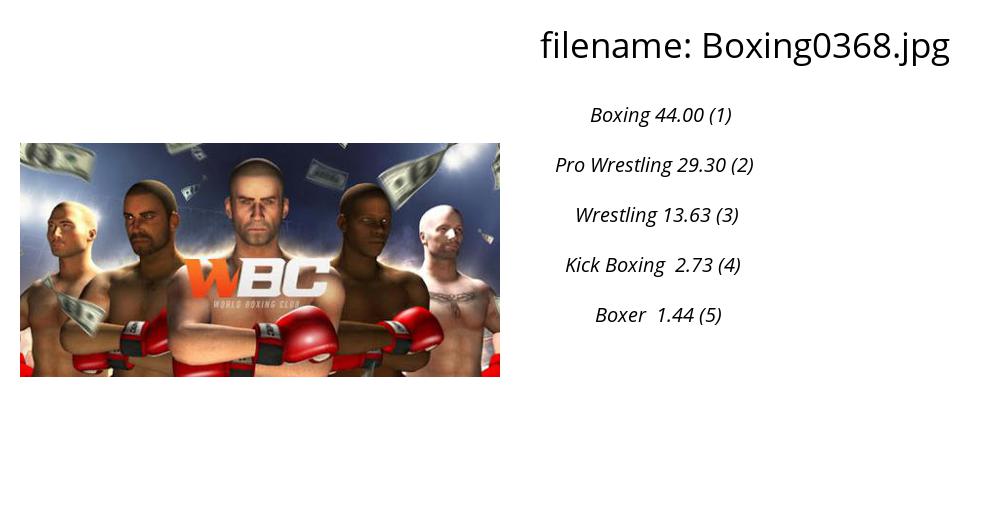 filename: Boxing0368.jpg
Boxing 44.00 (1)
Pro Wrestling 29.30 (2)
Wrestling 13.63 (3)
Kick Boxing 2.73 (4)
Boxer 1.44 (5)
WBC
WORLD BOXING CLUB